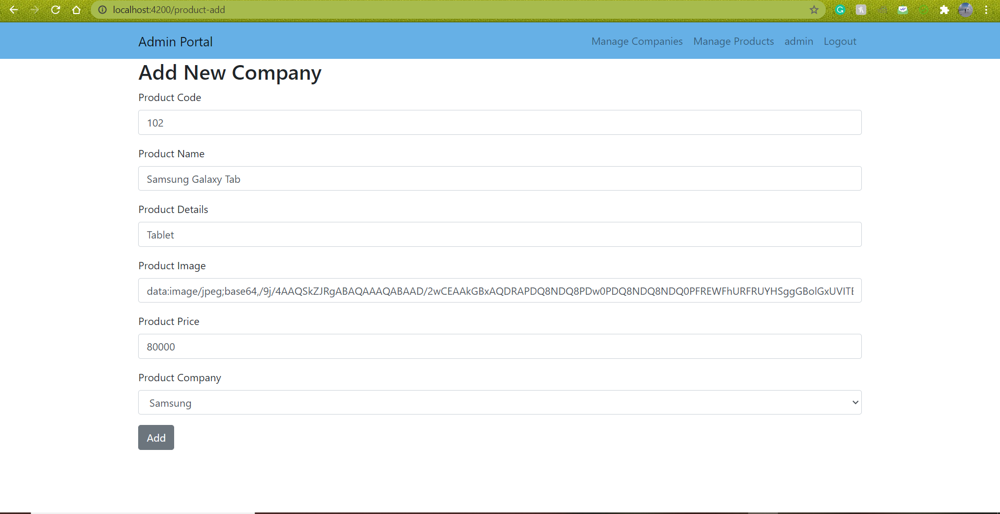 localhost:4200/product-add
Admin Portal
Manage Companies Manage Products admin Logout
Add New Company
Product Code
102
Product Name
Samsung Galaxy Tab
Product Details
Tablet
Product Image
data:image/jpeg;base64,/9j/4AAQSkZJRgABAQAAAQABAAD/2wCEAAkGBxAQDRAPDQ8NDQ8PDw0PDQ8NDQ8NDQ0PFREWFhURFRUYHSggGBolGxUVITE
Product Price
80000
Product Company
Samsung
Add